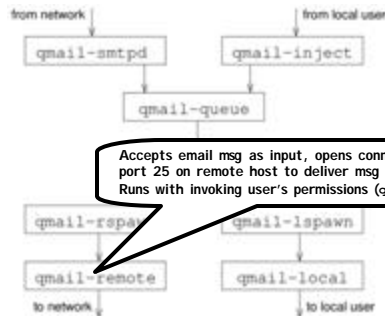 from network from local user
qmail-smtpd qmail-inject
qmail-queue
Accepts email msg as input, opens
port 25 on remote host to deliver msg
Runs with invoking user's permissions
qmail-lspawn
qmail-remote qmail-local
to network to local user